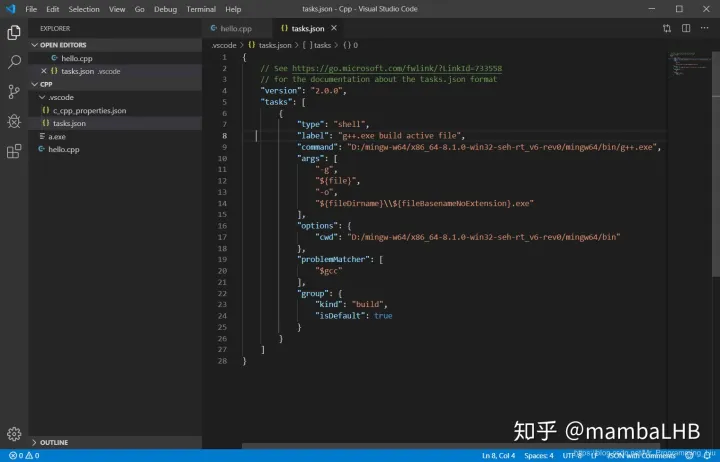 File Edit Selection View Go Debug Terminal Help
tasks.json - Cpp - Visual Studio Code
EXPLORER
OPEN EDITORS
hello.cpp
tasks.json .vscode
CPP
.vscode
c_cpp_properties.json
tasks.json
a.exe
hello.cpp
OUTLINE
hello.cpp
tasks.json
.vscode > tasks.json > [ ] tasks > {} 0
1 {
2 // See https://go.microsoft.com/fwlink/?LinkId=733558
3 // for the documentation about the tasks.json format
4 "version": "2.0.0",
5 "tasks": [
6 {
7 "type": "shell",
8 "label": "g++.exe build active file",
9 "command": "D:/mingw-w64/x86_64-8.1.0-win32-seh-rt_v6-rev0/mingw64/bin/g++.exe",
10 "args": [
11 "-g",
12 "${file}",
13 "-o",
14 "${fileDirname}\\${fileBasenameNoExtension}.exe"
15 ],
16 "options": {
17 "cwd": "D:/mingw-w64/x86_64-8.1.0-win32-seh-rt_v6-rev0/mingw64/bin"
18 },
19 "problemMatcher": [
20 "$gcc"
21 ],
22 "group": {
23 "kind": "build",
24 "isDefault": true
25 }
26 }
27 ]
28 }
知乎 @mambaLHB
0 0
Ln 8, Col 4 Spaces: 4 UTF-8 LF JSON with Comments